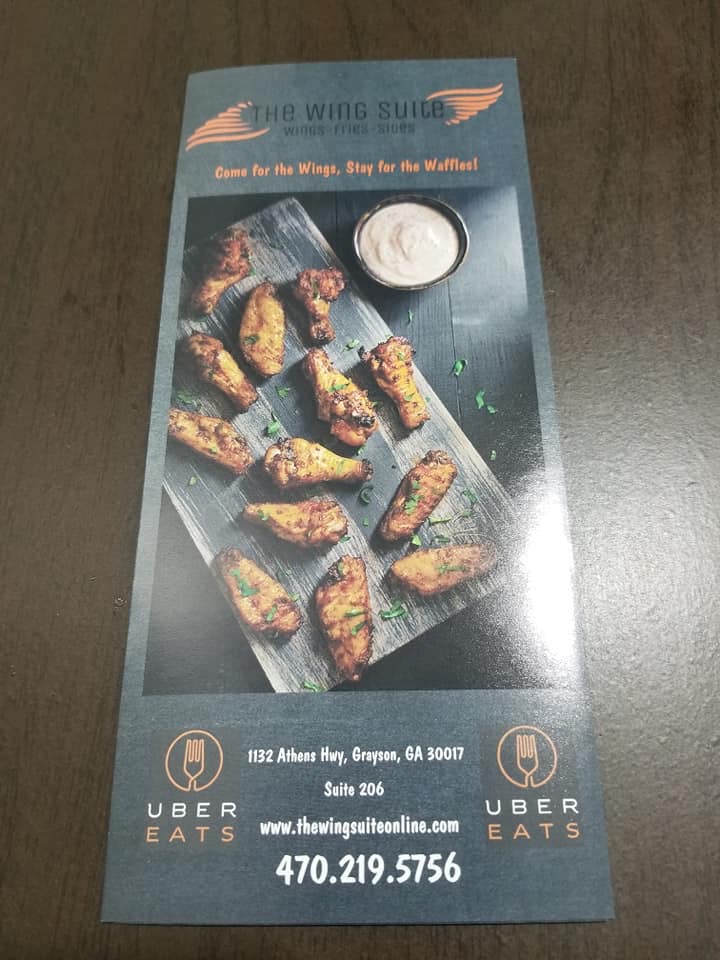 THE WING SUITE
WINGS-FRIES-SIDES
Come for the Wings, Stay for the Waffles!
1132 Athens Hwy, Grayson, GA 30017
Suite 206
www.thewingsuiteonline.com
470.219.5756
UBER
EATS
UBER
EATS